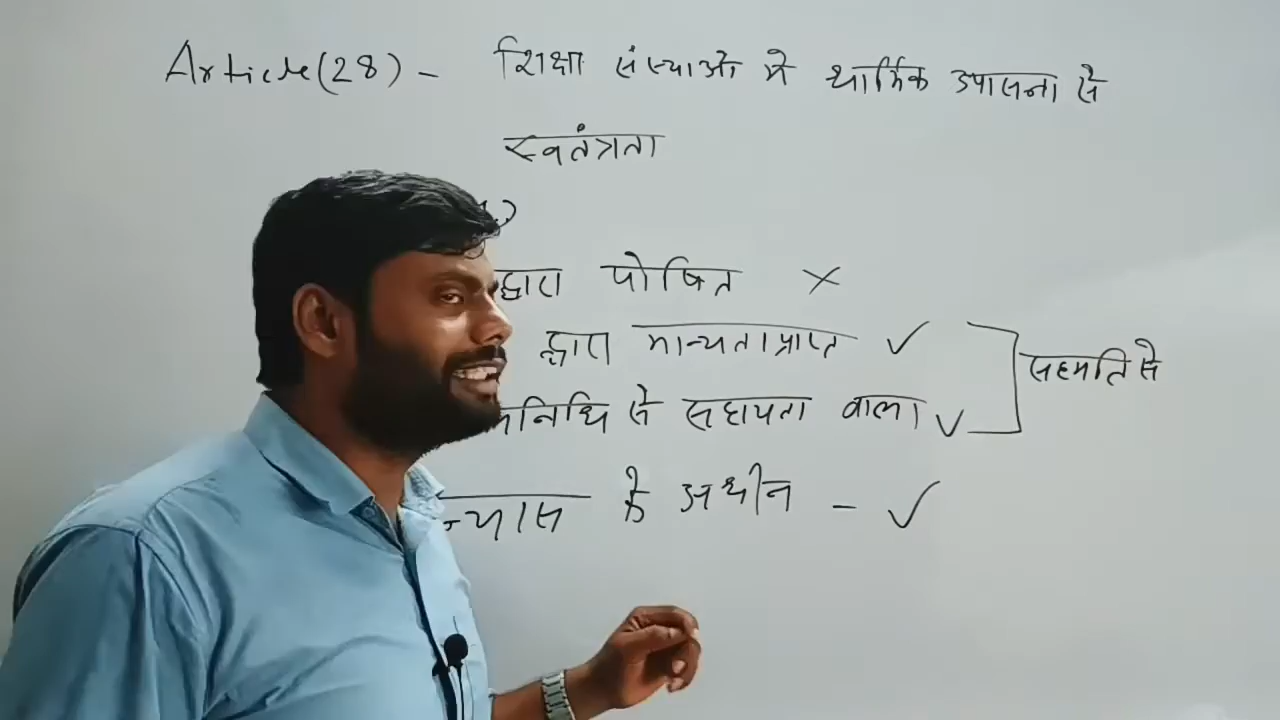 Article(28) - शिक्षा संस्थाओ मे धार्मिक उपासना से
स्वतंत्रता
द्वारा पोषित ×
द्वारा मान्यताप्राप्त ✓
निधि से सहायता वाला ✓
सहमति से
न्यास के अधीन - ✓